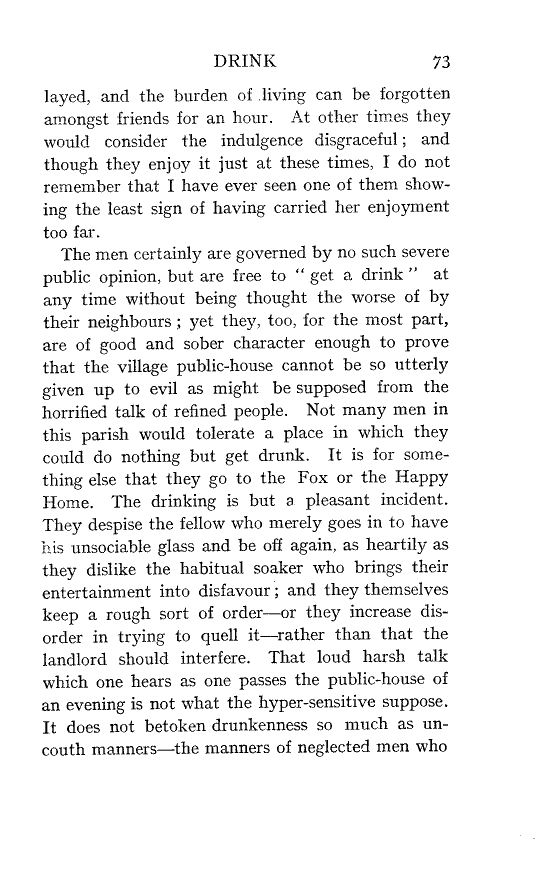 DRINK 73
layed, and the burden of living can be forgotten
amongst friends for an hour. At other times they
would consider the indulgence disgraceful; and
though they enjoy it just at these times, I do not
remember that I have ever seen one of them show-
ing the least sign of having carried her enjoyment
too far.
The men certainly are governed by no such severe
public opinion, but are free to “ get a drink ” at
any time without being thought the worse of by
their neighbours; yet they, too, for the most part,
are of good and sober character enough to prove
that the village public-house cannot be so utterly
given up to evil as might be supposed from the
horrified talk of refined people. Not many men in
this parish would tolerate a place in which they
could do nothing but get drunk. It is for some-
thing else that they go to the Fox or the Happy
Home. The drinking is but a pleasant incident.
They despise the fellow who merely goes in to have
his unsociable glass and be off again, as heartily as
they dislike the habitual soaker who brings their
entertainment into disfavour; and they themselves
keep a rough sort of order—or they increase dis-
order in trying to quell it—rather than that the
landlord should interfere. That loud harsh talk
which one hears as one passes the public-house of
an evening is not what the hyper-sensitive suppose.
It does not betoken drunkenness so much as un-
couth manners—the manners of neglected men who